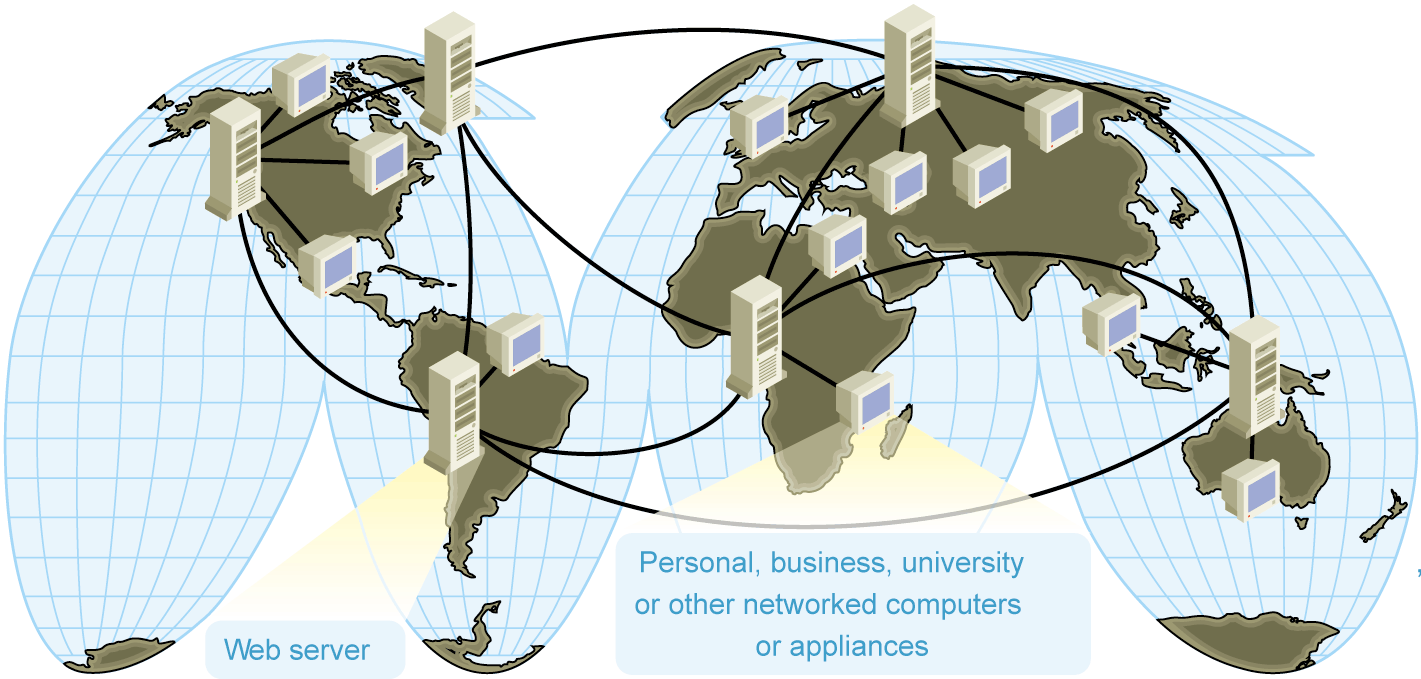 Web server
Personal, business, university
or other networked computers
or appliances
,